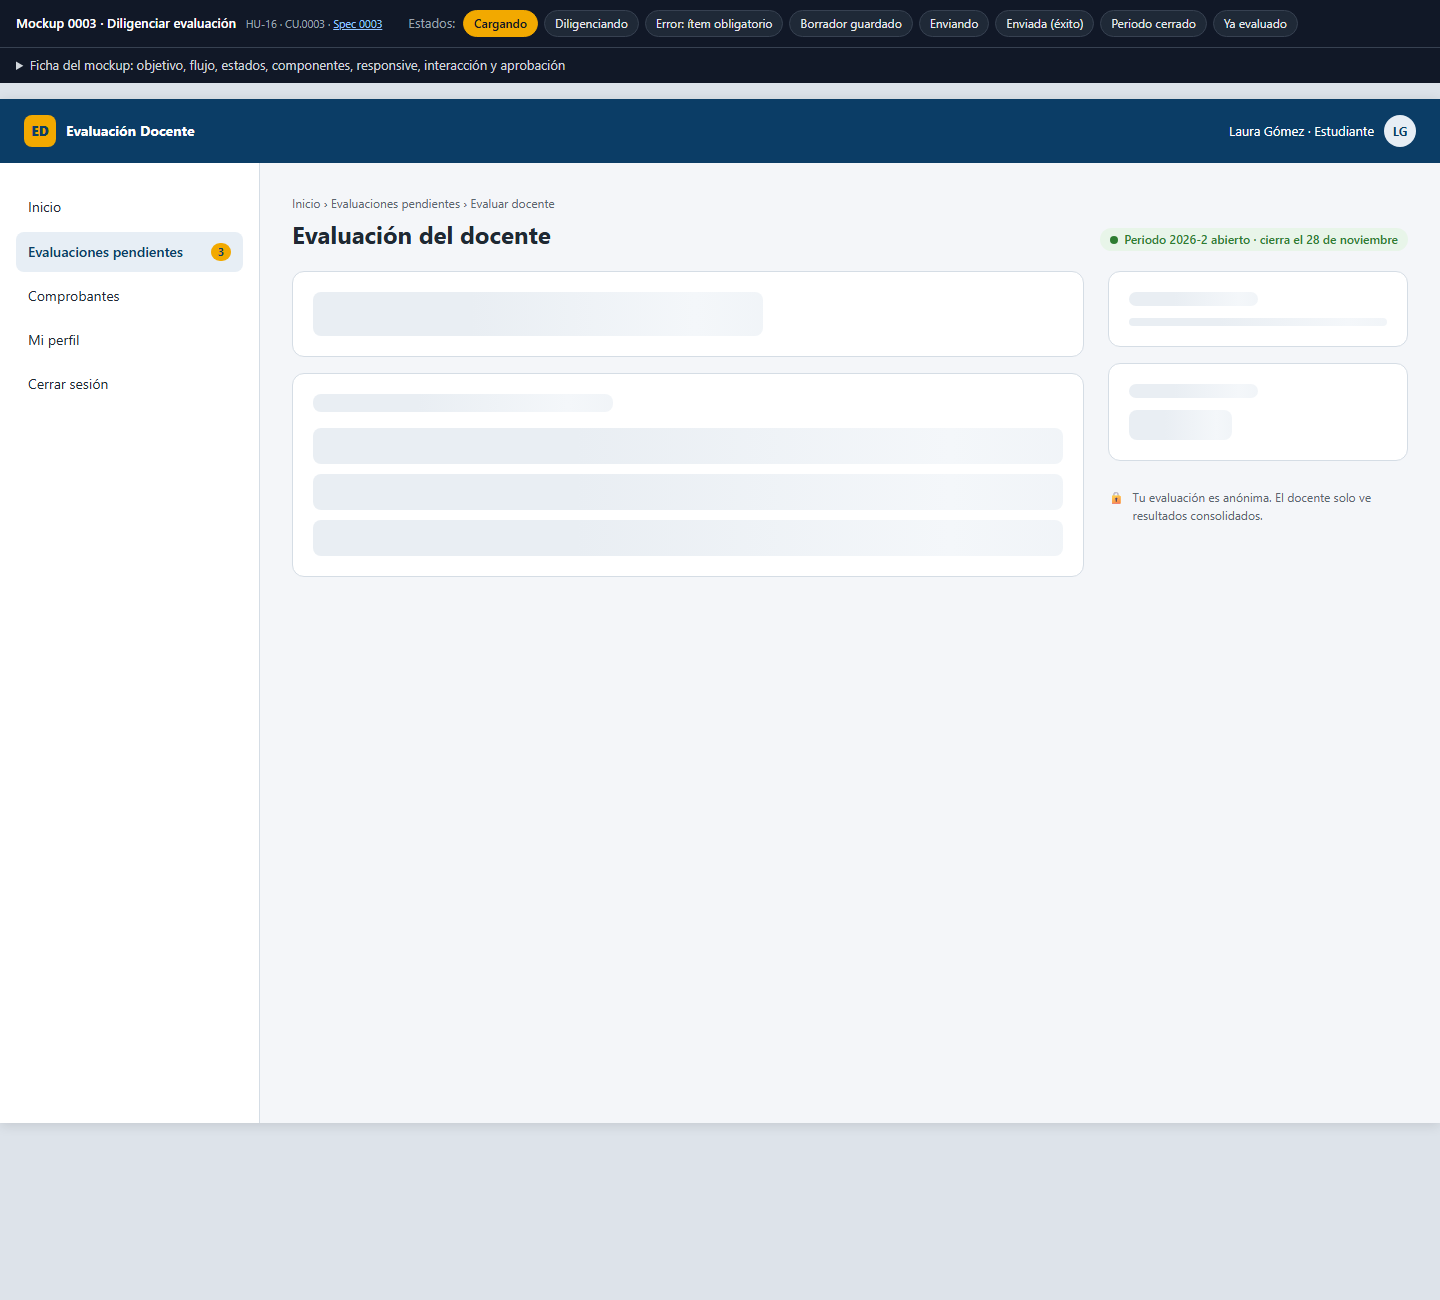 Mockup 0003 · Diligenciar evaluación HU-16 · CU.0003 · Spec 0003 Estados: Cargando Diligenciando Error: ítem obligatorio Borrador guardado Enviando Enviada (éxito) Periodo cerrado Ya evaluado
Ficha del mockup: objetivo, flujo, estados, componentes, responsive, interacción y aprobación
ED Evaluación Docente Laura Gómez · Estudiante LG
Inicio
Evaluaciones pendientes 3
Comprobantes
Mi perfil
Cerrar sesión
Inicio › Evaluaciones pendientes › Evaluar docente
Evaluación del docente
Periodo 2026-2 abierto · cierra el 28 de noviembre
Tu evaluación es anónima. El docente solo ve
resultados consolidados.